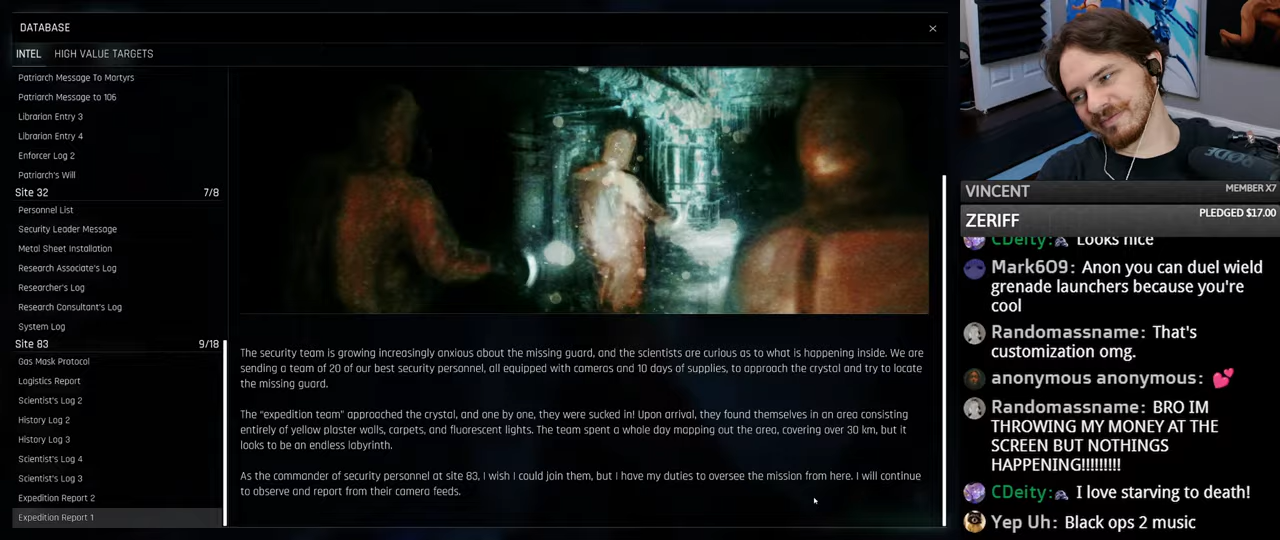 DATABASE
INTEL HIGH VALUE TARGETS
Patriarch Message To Martyrs
Patriarch Message to 106
Librarian Entry 3
Librarian Entry 4
Enforcer Log 2
Patriarch's Will
Site 32 7/8
Personnel List
Security Leader Message
Metal Sheet Installation
Research Associate's Log
Researcher's Log
Research Consultant's Log
System Log
Site 83 9/18
Gas Mask Protocol
Logistics Report
Scientist's Log 2
History Log 2
History Log 3
Scientist's Log 4
Scientist's Log 3
Expedition Report 2
Expedition Report 1
The security team is growing increasingly anxious about the missing guard, and the scientists are curious as to what is happening inside. We are
sending a team of 20 of our best security personnel, all equipped with cameras and 10 days of supplies, to approach the crystal and try to locate
the missing guard.
The "expedition team" approached the crystal, and one by one, they were sucked in! Upon arrival, they found themselves in an area consisting
entirely of yellow plaster walls, carpets, and fluorescent lights. The team spent a whole day mapping out the area, covering over 30 km, but it
looks to be an endless labyrinth.
As the commander of security personnel at site 83, I wish I could join them, but I have my duties to oversee the mission from here. I will continue
to observe and report from their camera feeds.
RODE
VINCENT MEMBER X7
ZERIFF PLEDGED $17.00
CDeity: Looks nice
Mark609: Anon you can duel wield
grenade launchers because you're
cool
Randomassname: That's
customization omg.
anonymous anonymous: 💕
Randomassname: BRO IM
THROWING MY MONEY AT THE
SCREEN BUT NOTHINGS
HAPPENING!!!!!!!!!
CDeity: I love starving to death!
Yep Uh: Black ops 2 music